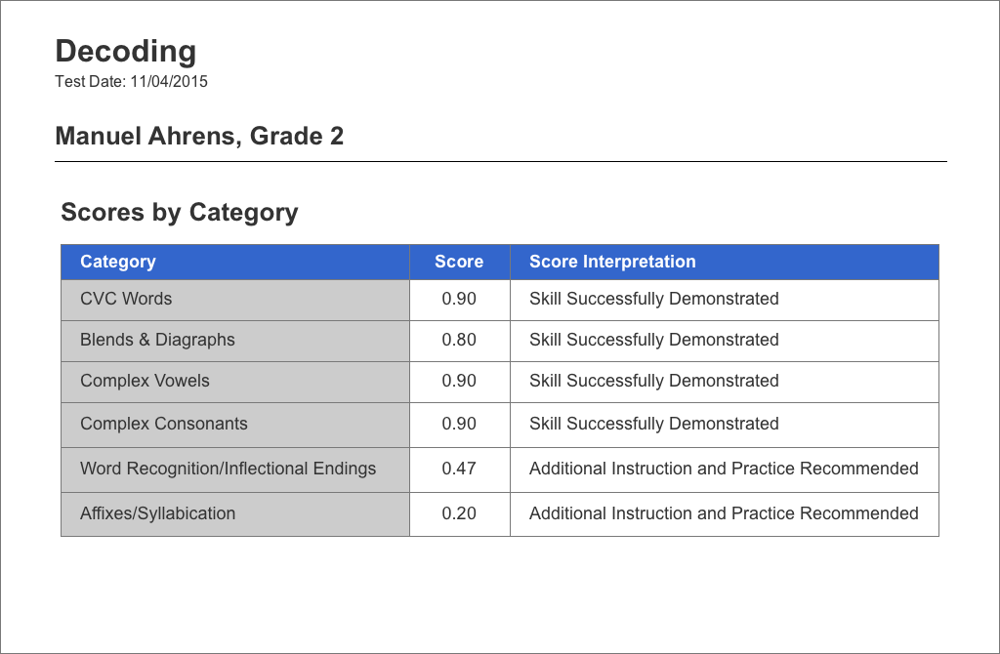 Decoding
Test Date: 11/04/2015
Manuel Ahrens, Grade 2
Scores by Category
Category Score Score Interpretation
CVC Words 0.90 Skill Successfully Demonstrated
Blends & Diagraphs 0.80 Skill Successfully Demonstrated
Complex Vowels 0.90 Skill Successfully Demonstrated
Complex Consonants 0.90 Skill Successfully Demonstrated
Word Recognition/Inflectional Endings 0.47 Additional Instruction and Practice Recommended
Affixes/Syllabication 0.20 Additional Instruction and Practice Recommended